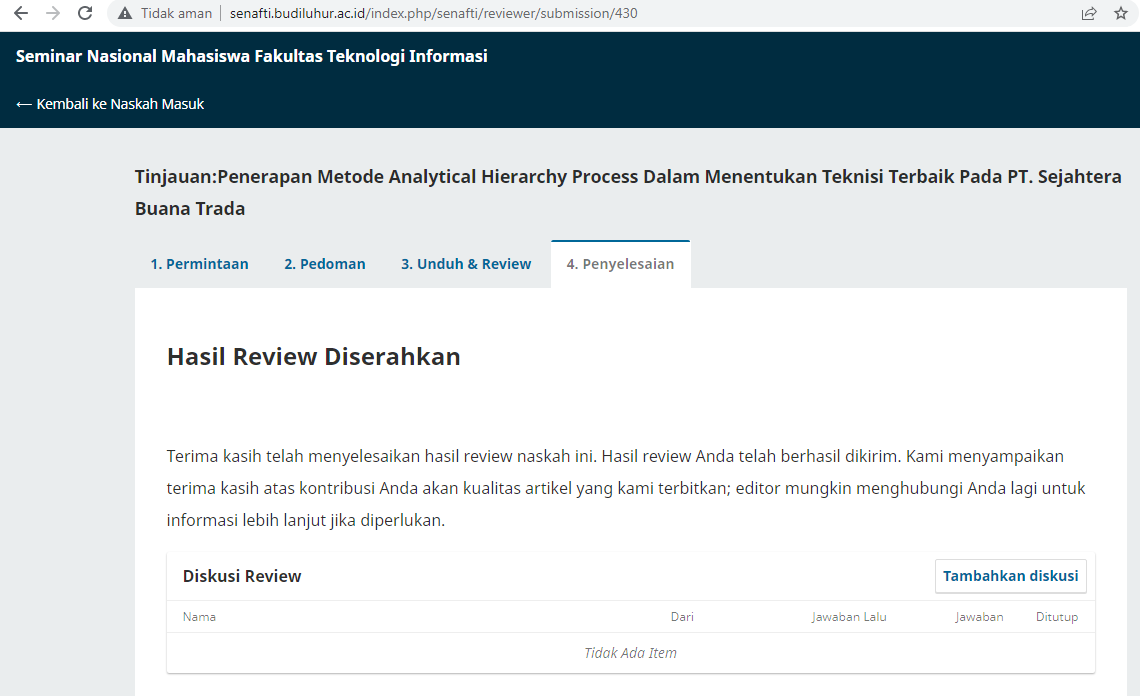 Tidak aman senafti.budiluhur.ac.id/index.php/senafti/reviewer/submission/430
Seminar Nasional Mahasiswa Fakultas Teknologi Informasi
← Kembali ke Naskah Masuk
Tinjauan:Penerapan Metode Analytical Hierarchy Process Dalam Menentukan Teknisi Terbaik Pada PT. Sejahtera
Buana Trada
1. Permintaan 2. Pedoman 3. Unduh & Review 4. Penyelesaian
Hasil Review Diserahkan
Terima kasih telah menyelesaikan hasil review naskah ini. Hasil review Anda telah berhasil dikirim. Kami menyampaikan
terima kasih atas kontribusi Anda akan kualitas artikel yang kami terbitkan; editor mungkin menghubungi Anda lagi untuk
informasi lebih lanjut jika diperlukan.
Diskusi Review Tambahkan diskusi
Nama Dari Jawaban Lalu Jawaban Ditutup
Tidak Ada Item